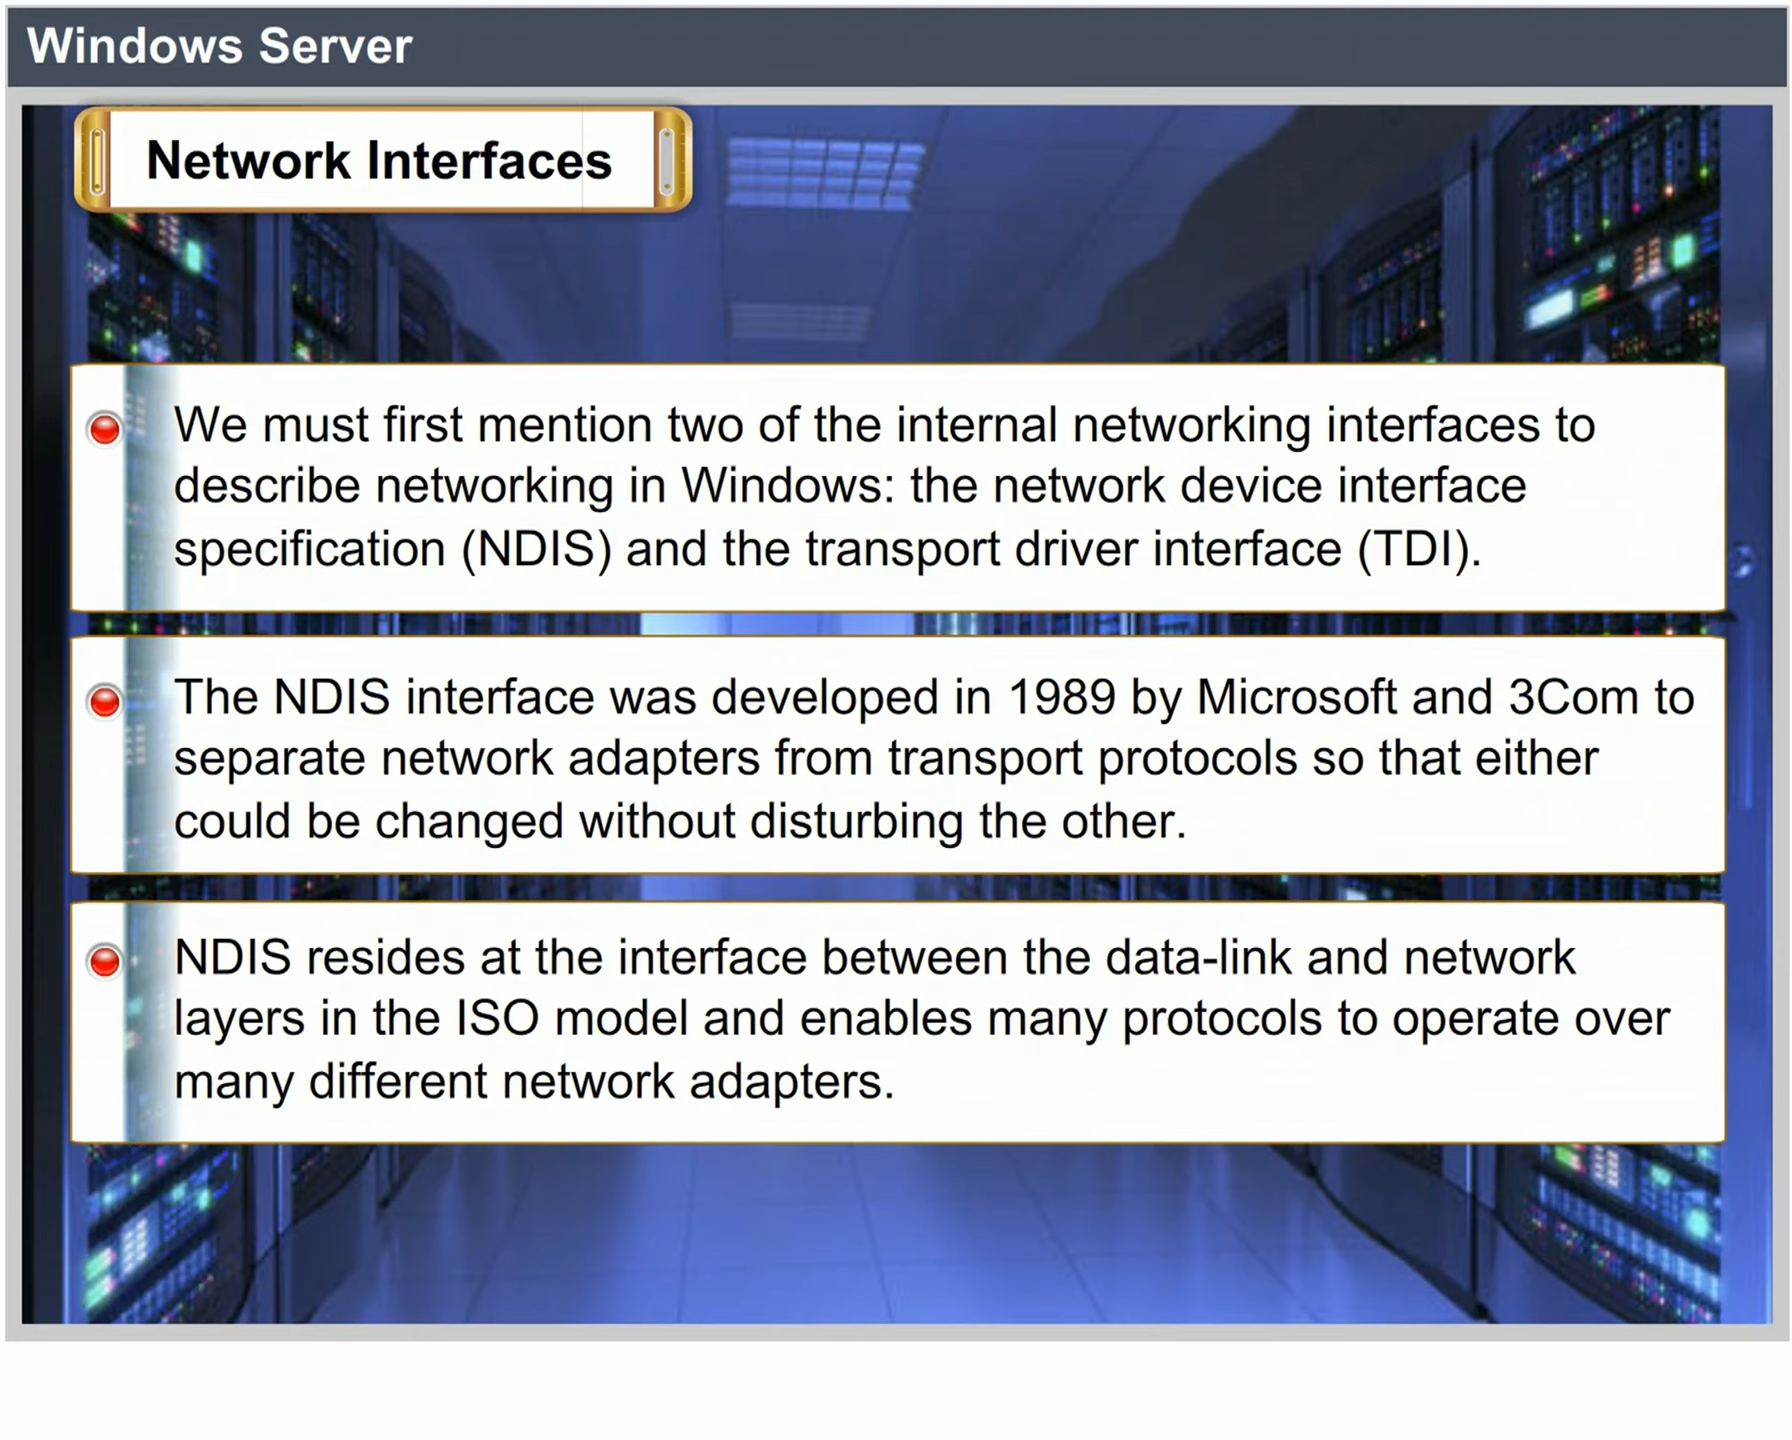 Windows Server
Network Interfaces
We must first mention two of the internal networking interfaces to
describe networking in Windows: the network device interface
specification (NDIS) and the transport driver interface (TDI).
The NDIS interface was developed in 1989 by Microsoft and 3Com to
separate network adapters from transport protocols so that either
could be changed without disturbing the other.
NDIS resides at the interface between the data-link and network
layers in the ISO model and enables many protocols to operate over
many different network adapters.